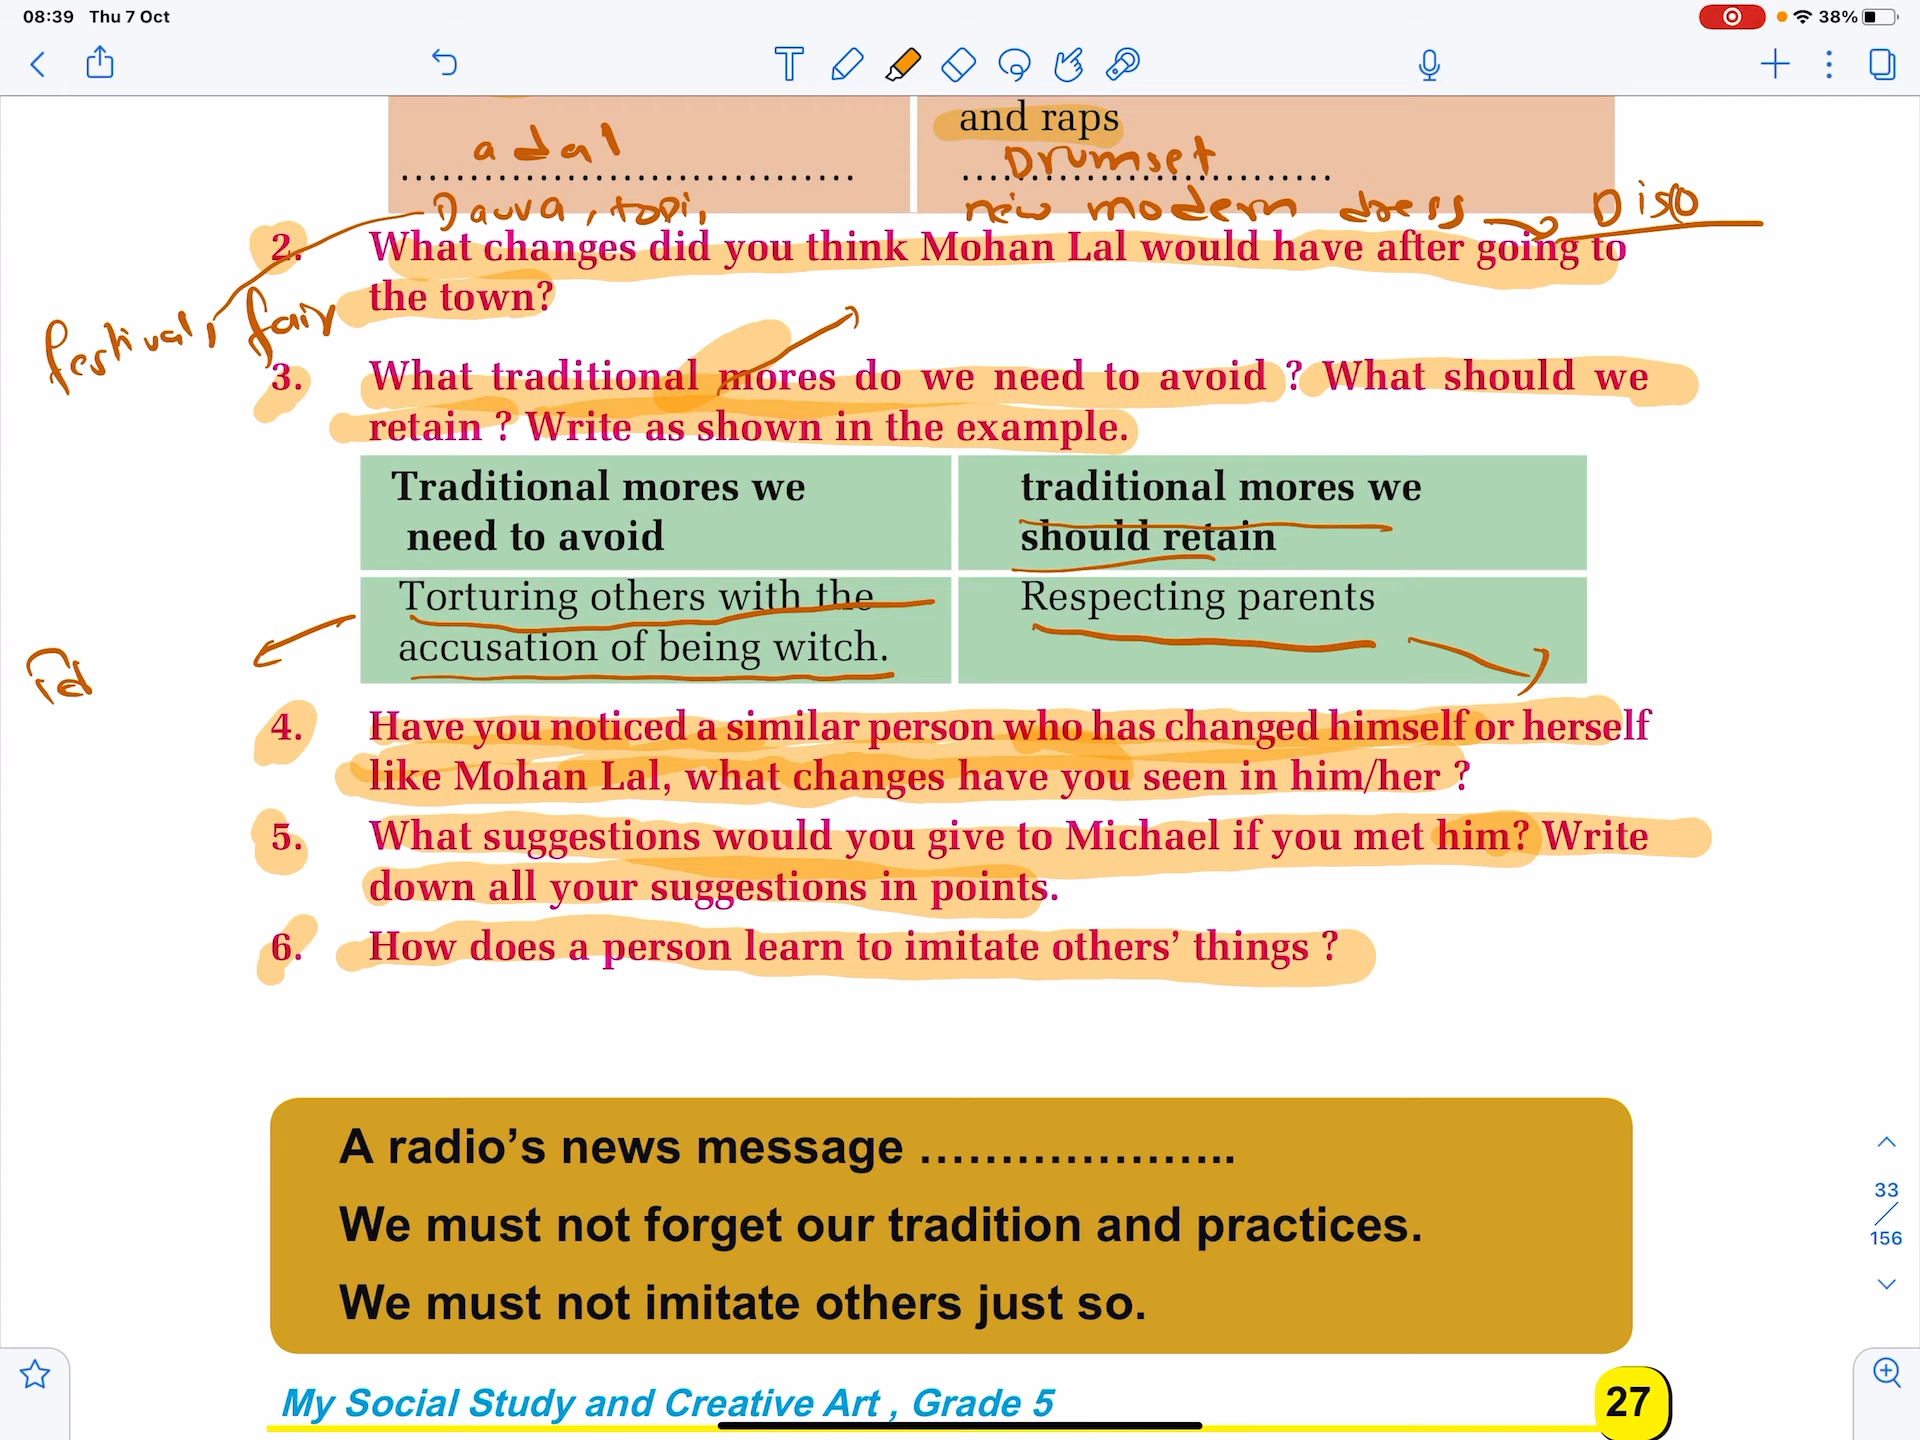 08:39 Thu 7 Oct
38%
and raps
Drumset
new modern dress
2. What changes did you think Mohan Lal would have after going to
the town?
festival, fair
3. What traditional mores do we need to avoid ? What should we
retain ? Write as shown in the example.
Traditional mores we
need to avoid
traditional mores we
should retain
Torturing others with the
accusation of being witch.
Respecting parents
4. Have you noticed a similar person who has changed himself or herself
like Mohan Lal, what changes have you seen in him/her ?
5. What suggestions would you give to Michael if you met him? Write
down all your suggestions in points.
6. How does a person learn to imitate others’ things ?
A radio’s news message ......................
We must not forget our tradition and practices.
We must not imitate others just so.
33
156
My Social Study and Creative Art , Grade 5
27